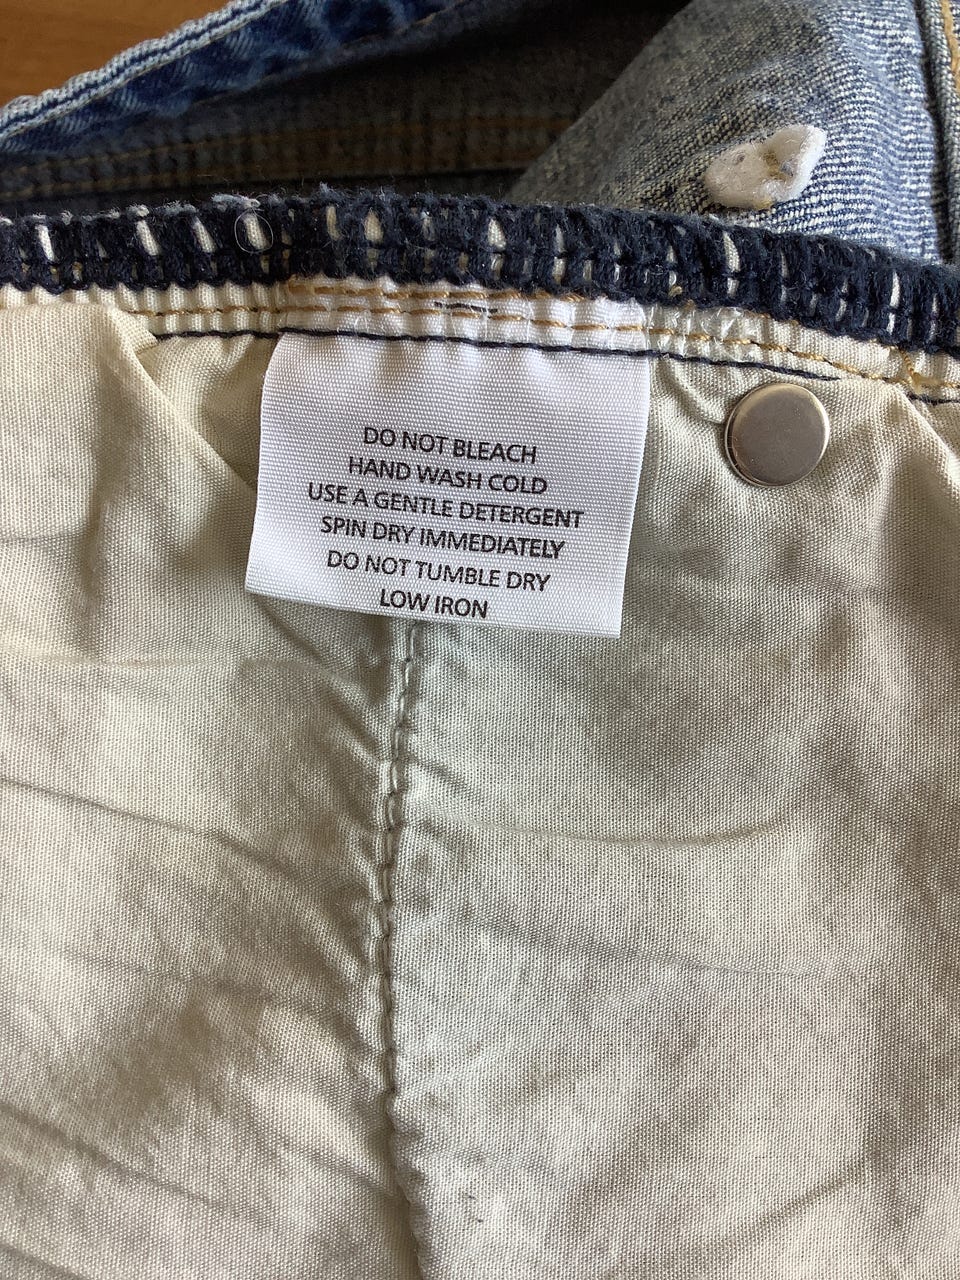 DO NOT BLEACH
HAND WASH COLD
USE A GENTLE DETERGENT
SPIN DRY IMMEDIATELY
DO NOT TUMBLE DRY
LOW IRON